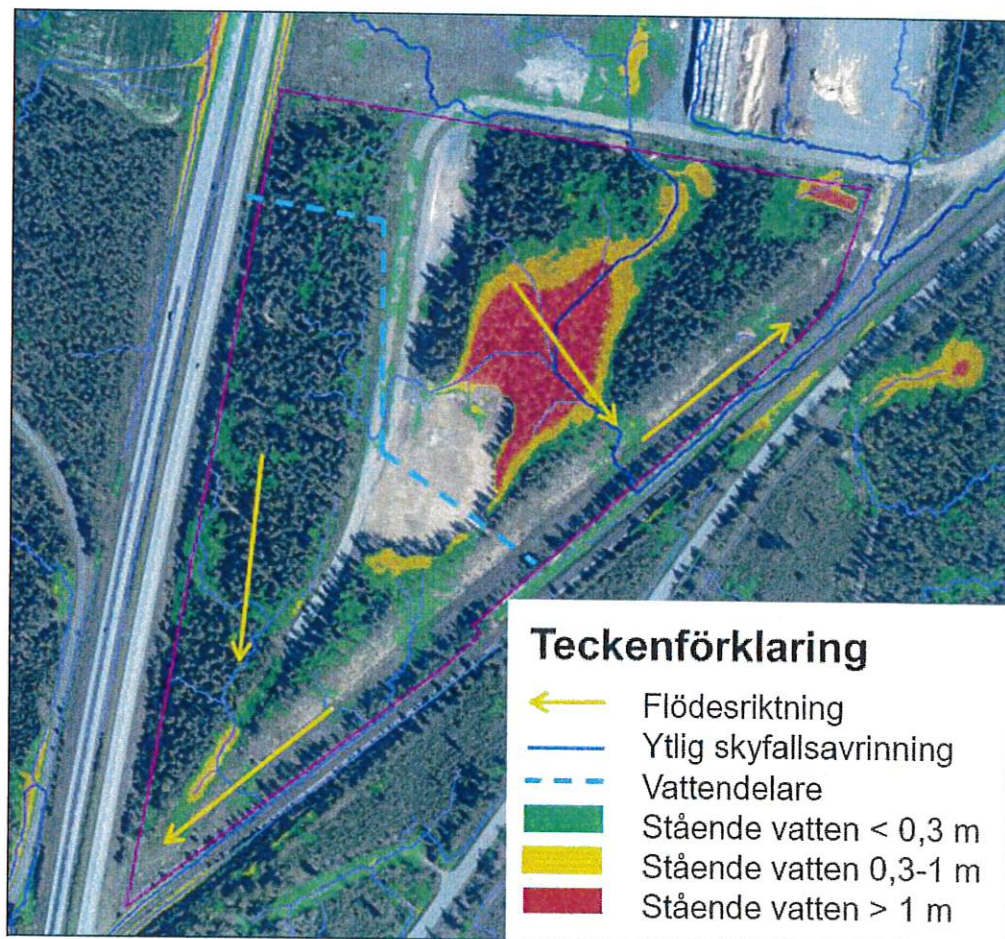 Teckenförklaring
Flödesriktning
Ytlig skyfallsavrinning
Vattendelare
Stående vatten < 0,3 m
Stående vatten 0,3-1 m
Stående vatten > 1 m